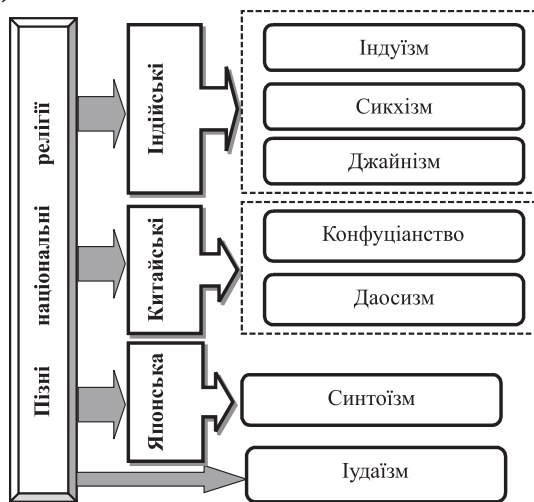 )
Пізні національні релігії
Індійські
Індуїзм
Сикхізм
Джайнізм
Китайські
Конфуціанство
Даосизм
Японська
Синтоїзм
Іудаїзм